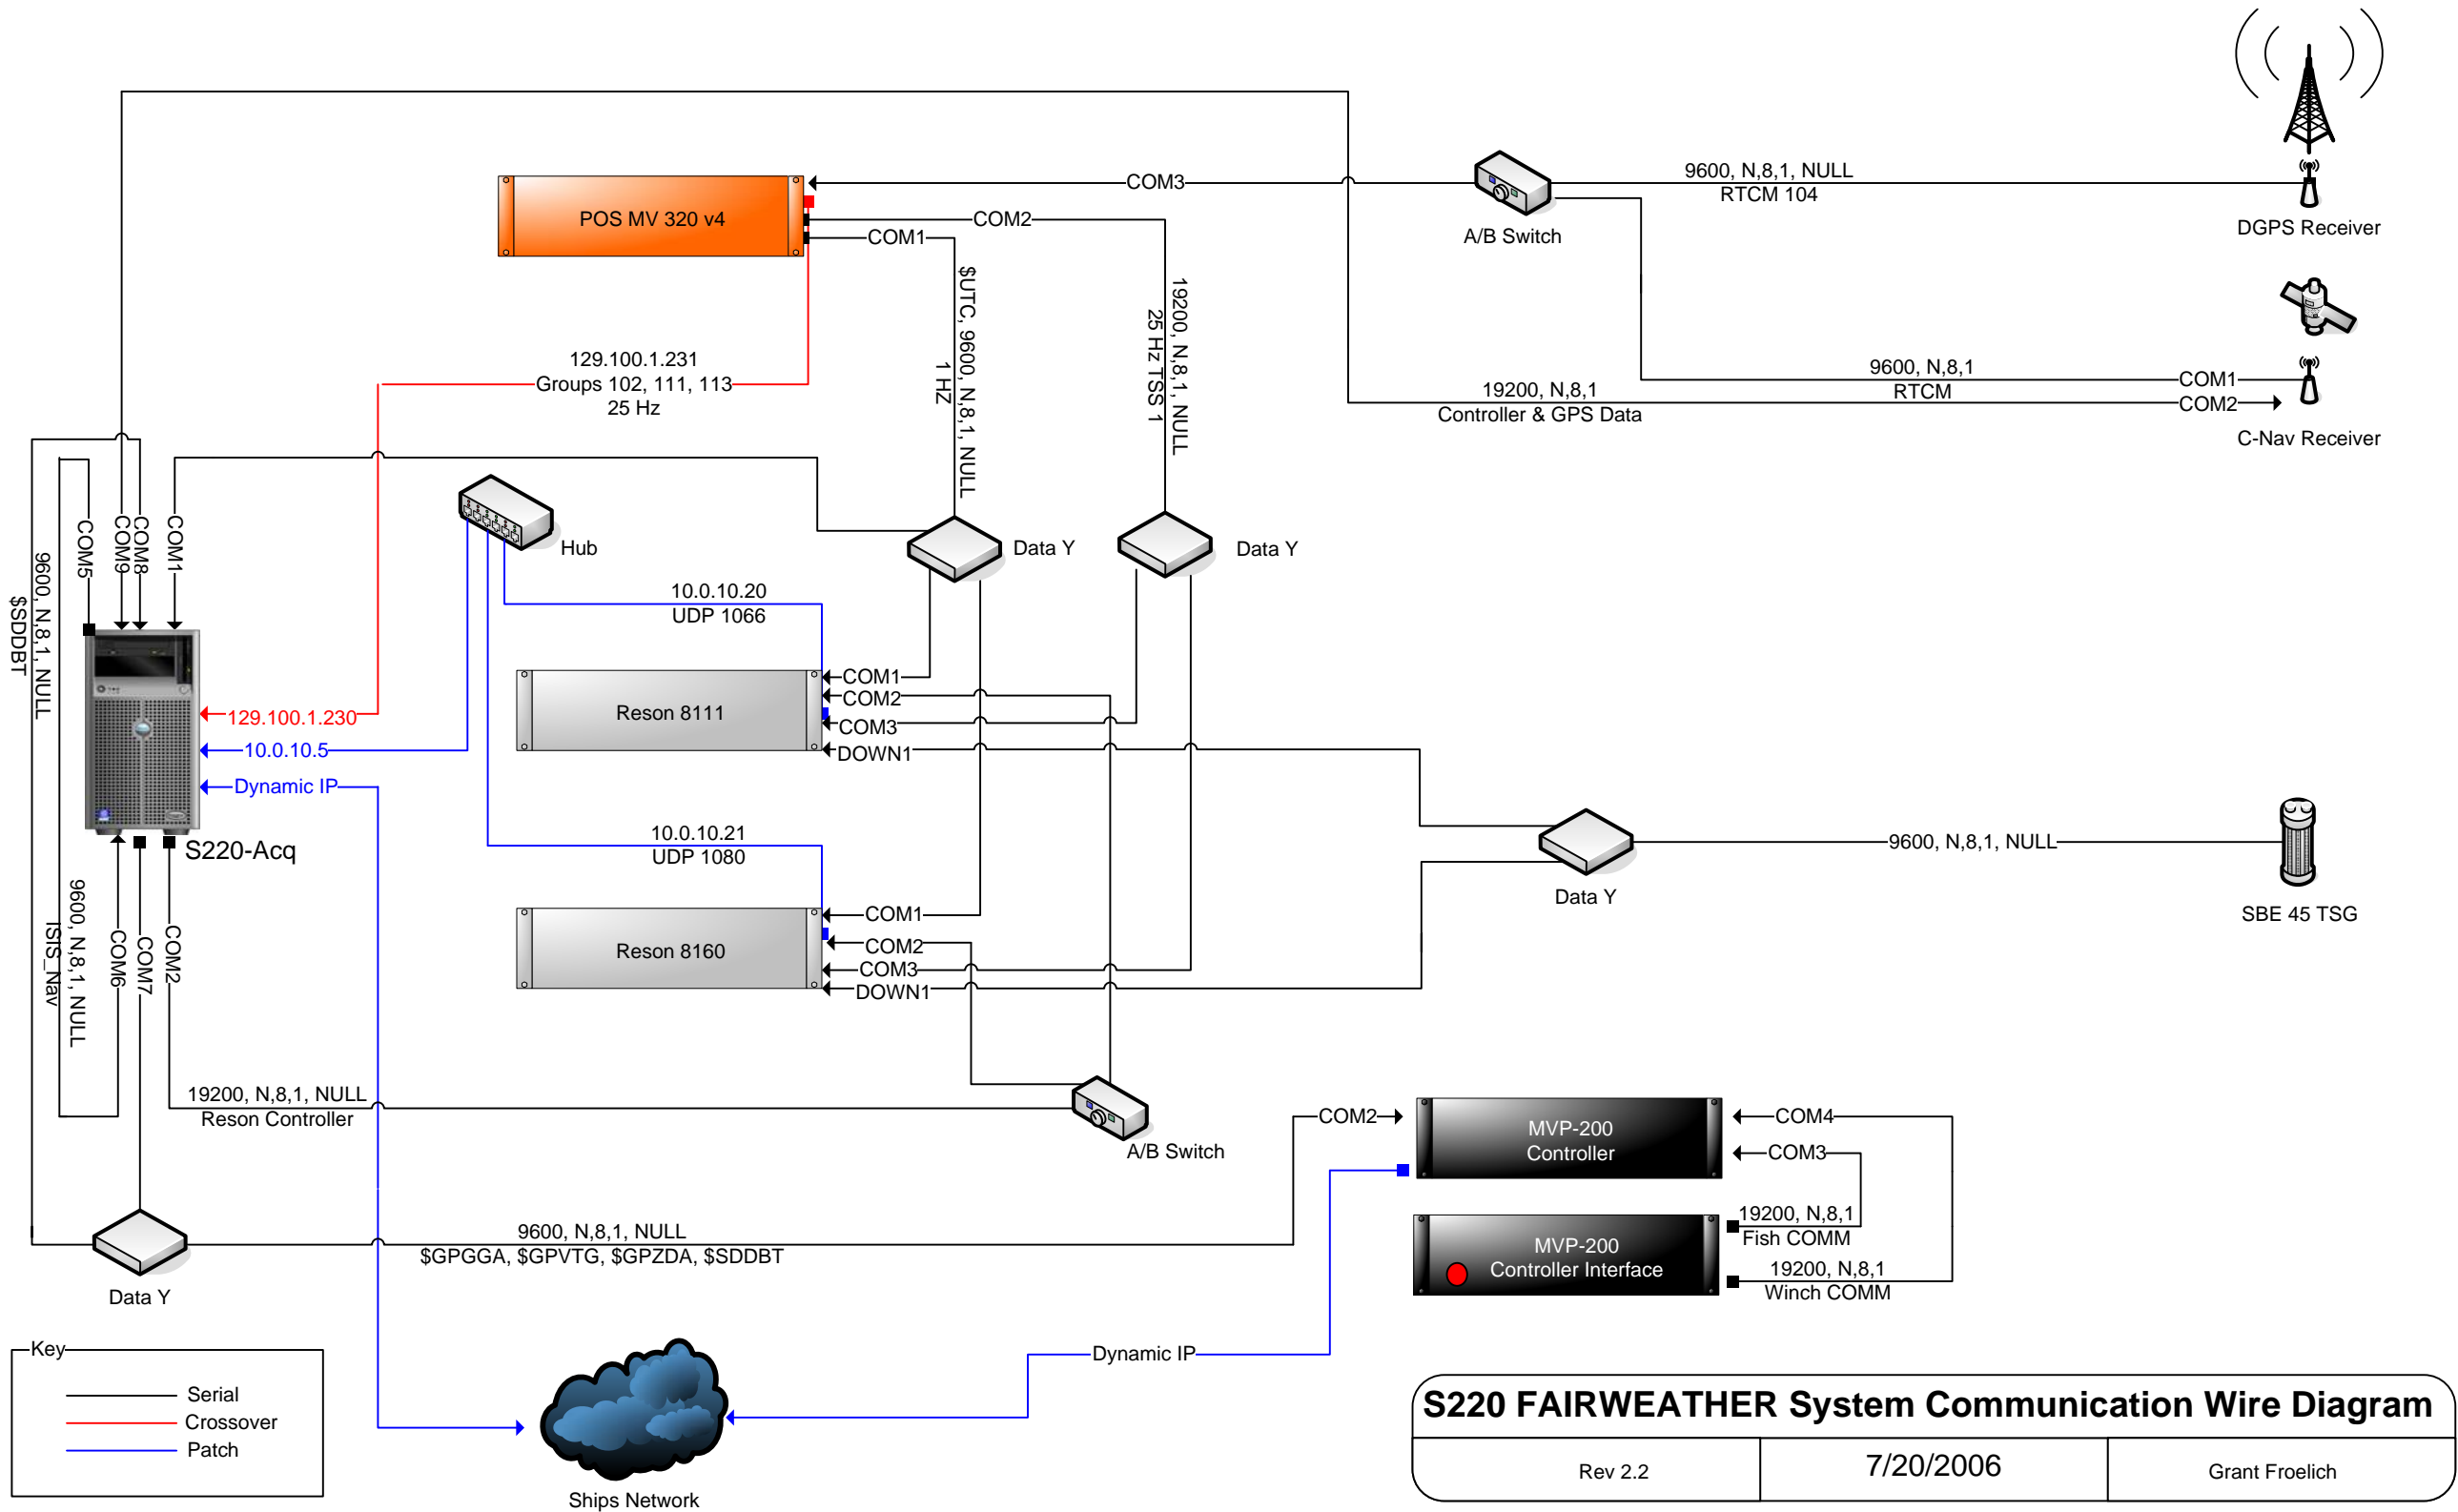 COM3
9600, N,8,1, NULL
RTCM 104
DGPS Receiver
A/B Switch
POS MV 320 v4
COM2
COM1
$UTC, 9600, N,8,1, NULL
1 HZ
19200, N,8,1, NULL
25 Hz TSS 1
129.100.1.231
Groups 102, 111, 113
25 Hz
19200, N,8,1
Controller & GPS Data
9600, N,8,1
RTCM
COM1
COM2
C-Nav Receiver
COM5
COM9
COM8
COM1
Hub
Data Y
Data Y
9600, N,8,1, NULL
$SDDBT
10.0.10.20
UDP 1066
Reson 8111
COM1
COM2
COM3
DOWN1
129.100.1.230
10.0.10.5
Dynamic IP
S220-Acq
10.0.10.21
UDP 1080
Reson 8160
COM1
COM2
COM3
DOWN1
Data Y
9600, N,8,1, NULL
SBE 45 TSG
9600, N,8,1, NULL
ISIS_Nav
COM6
COM7
COM2
19200, N,8,1, NULL
Reson Controller
A/B Switch
COM2
MVP-200
Controller
COM4
COM3
MVP-200
Controller Interface
19200, N,8,1
Fish COMM
19200, N,8,1
Winch COMM
9600, N,8,1, NULL
$GPGGA, $GPVTG, $GPZDA, $SDDBT
Data Y
Dynamic IP
Ships Network
Key
Serial
Crossover
Patch
S220 FAIRWEATHER System Communication Wire Diagram
Rev 2.2
7/20/2006
Grant Froelich